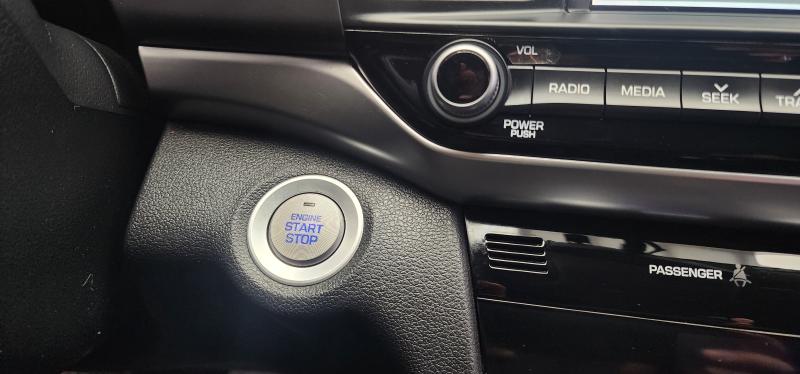 VOL
RADIO
MEDIA
SEEK
POWER
PUSH
ENGINE
START
STOP
PASSENGER